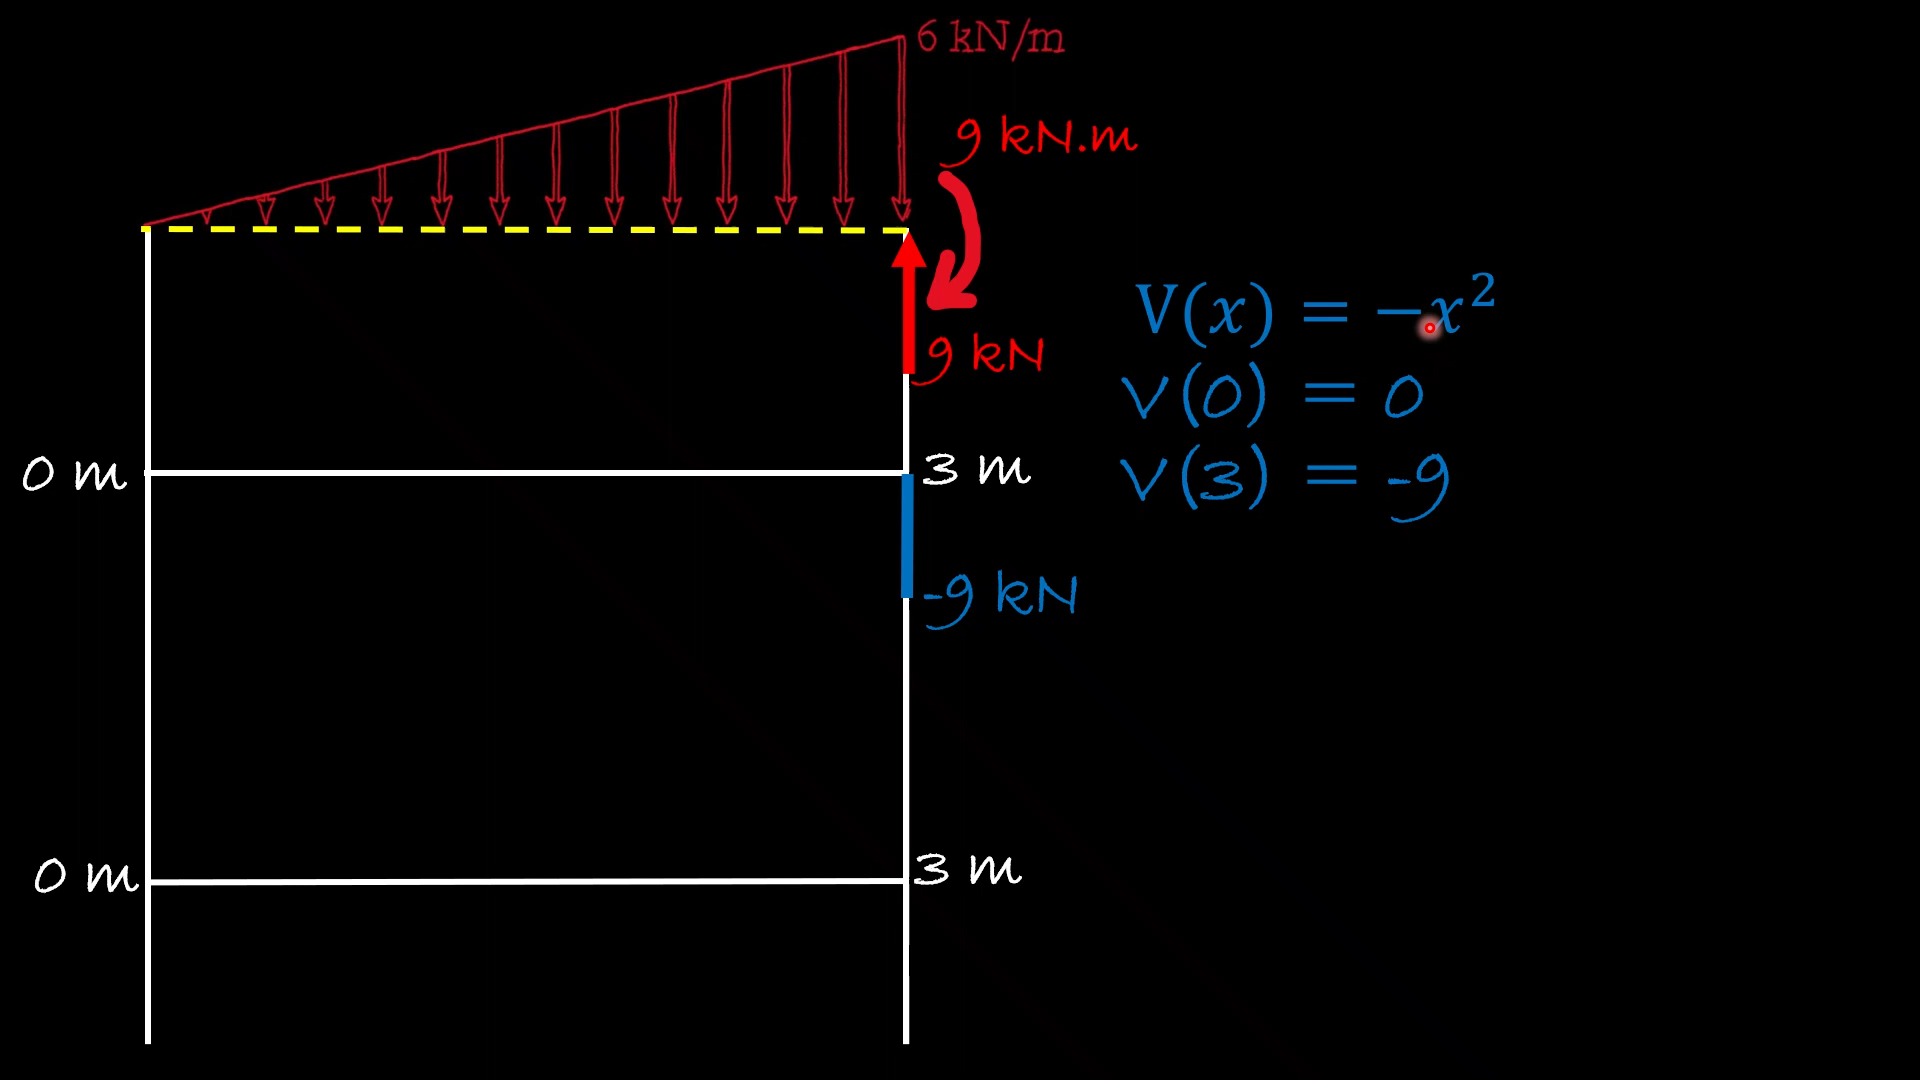 6 kN/m
9 kN.m
9 kN
V(x) = −x²
V(0) = 0
V(3) = -9
0 m
3 m
-9 kN
0 m
3 m